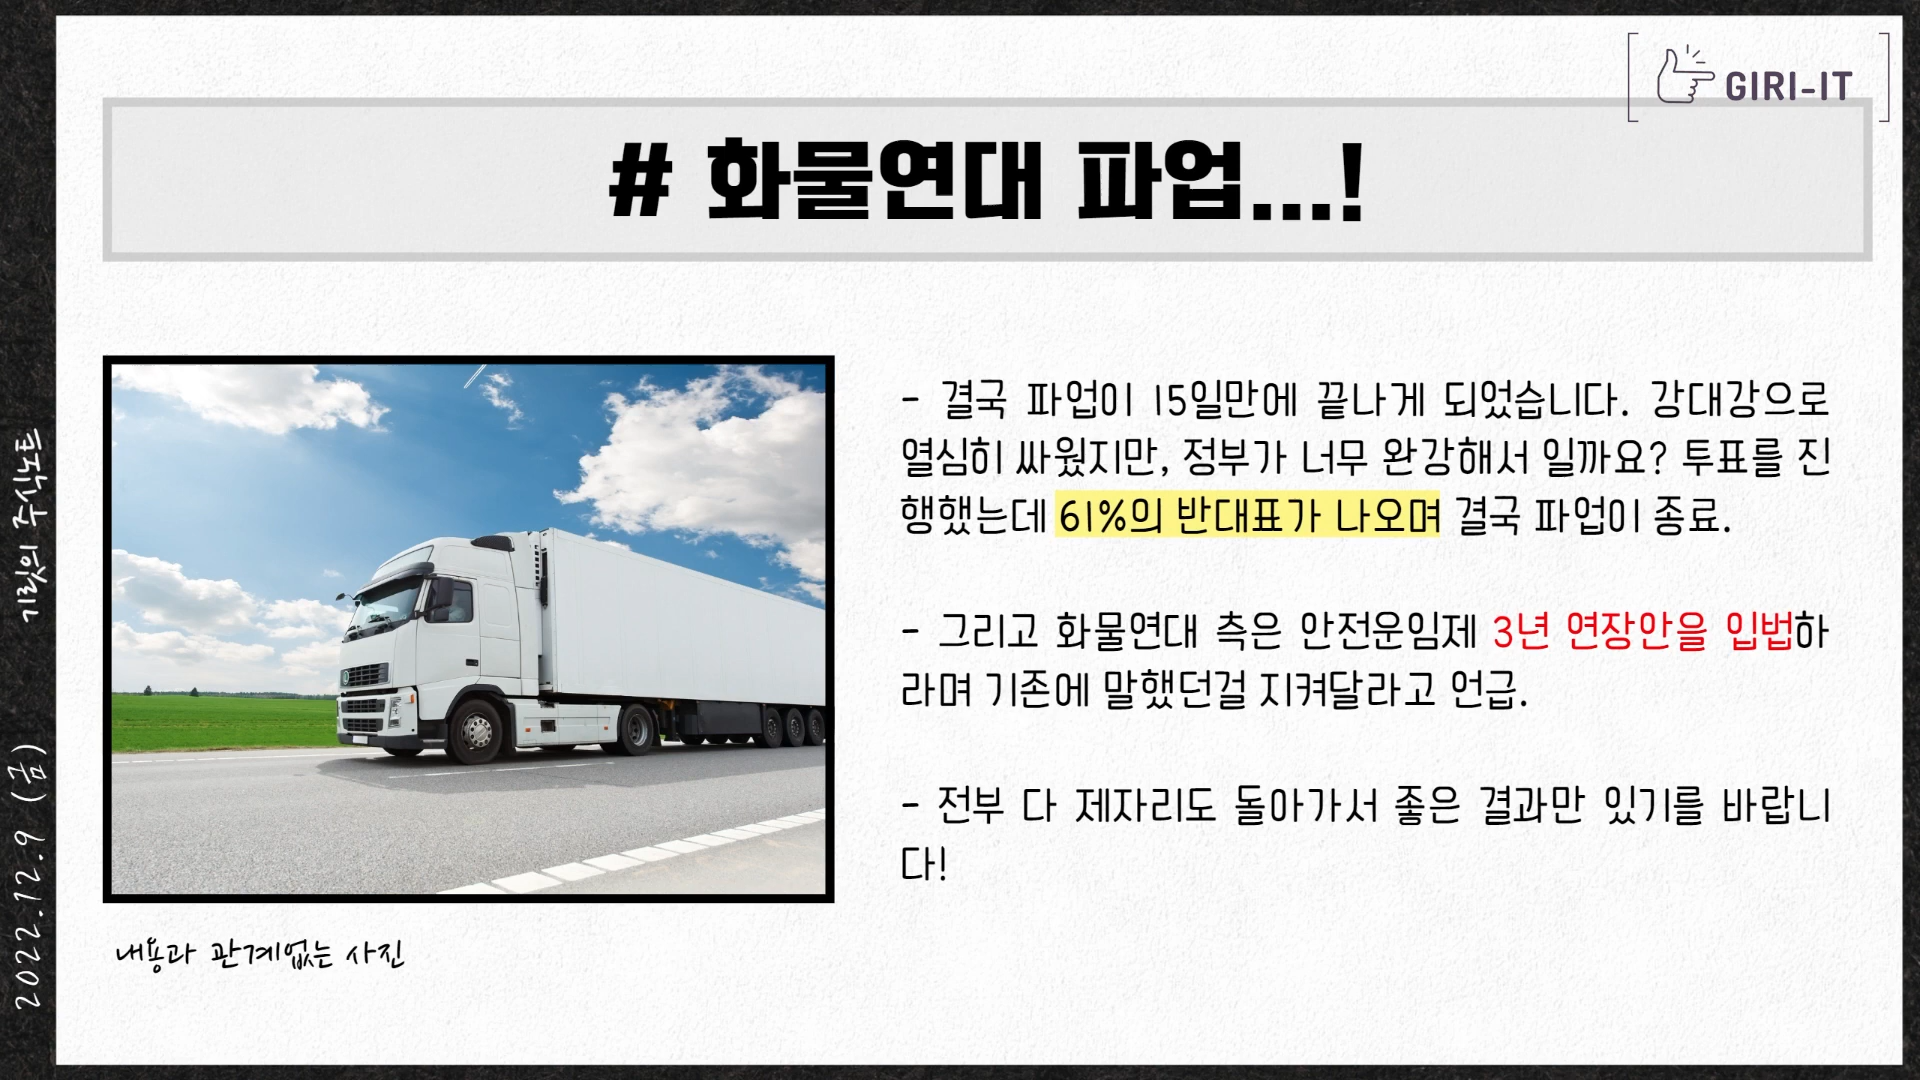 GIRI-IT
# 화물연대 파업...!
- 결국 파업이 15일만에 끝나게 되었습니다. 강대강으로
열심히 싸웠지만, 정부가 너무 완강해서 일까요? 투표를 진
행했는데 61%의 반대표가 나오며 결국 파업이 종료.
- 그리고 화물연대 측은 안전운임제 3년 연장안을 입법하
라며 기존에 말했던걸 지켜달라고 언급.
- 전부 다 제자리도 돌아가서 좋은 결과만 있기를 바랍니
다!
내용과 관계없는 사진
2022.12.9 (금) 기릿의 주식노트